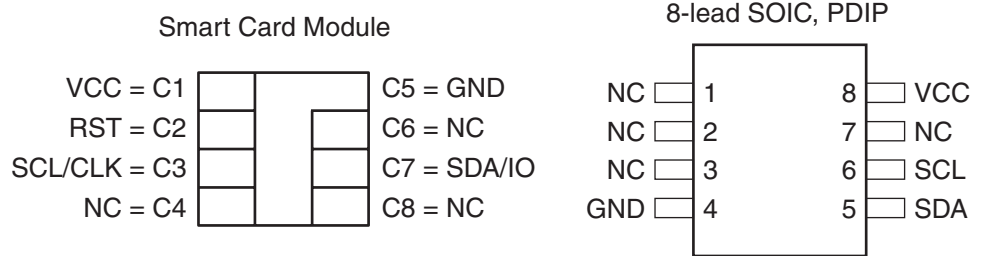 Smart Card Module
VCC = C1
C5 = GND
RST = C2
C6 = NC
SCL/CLK = C3
C7 = SDA/IO
NC = C4
C8 = NC
8-lead SOIC, PDIP
NC 1 8 VCC
NC 2 7 NC
NC 3 6 SCL
GND 4 5 SDA